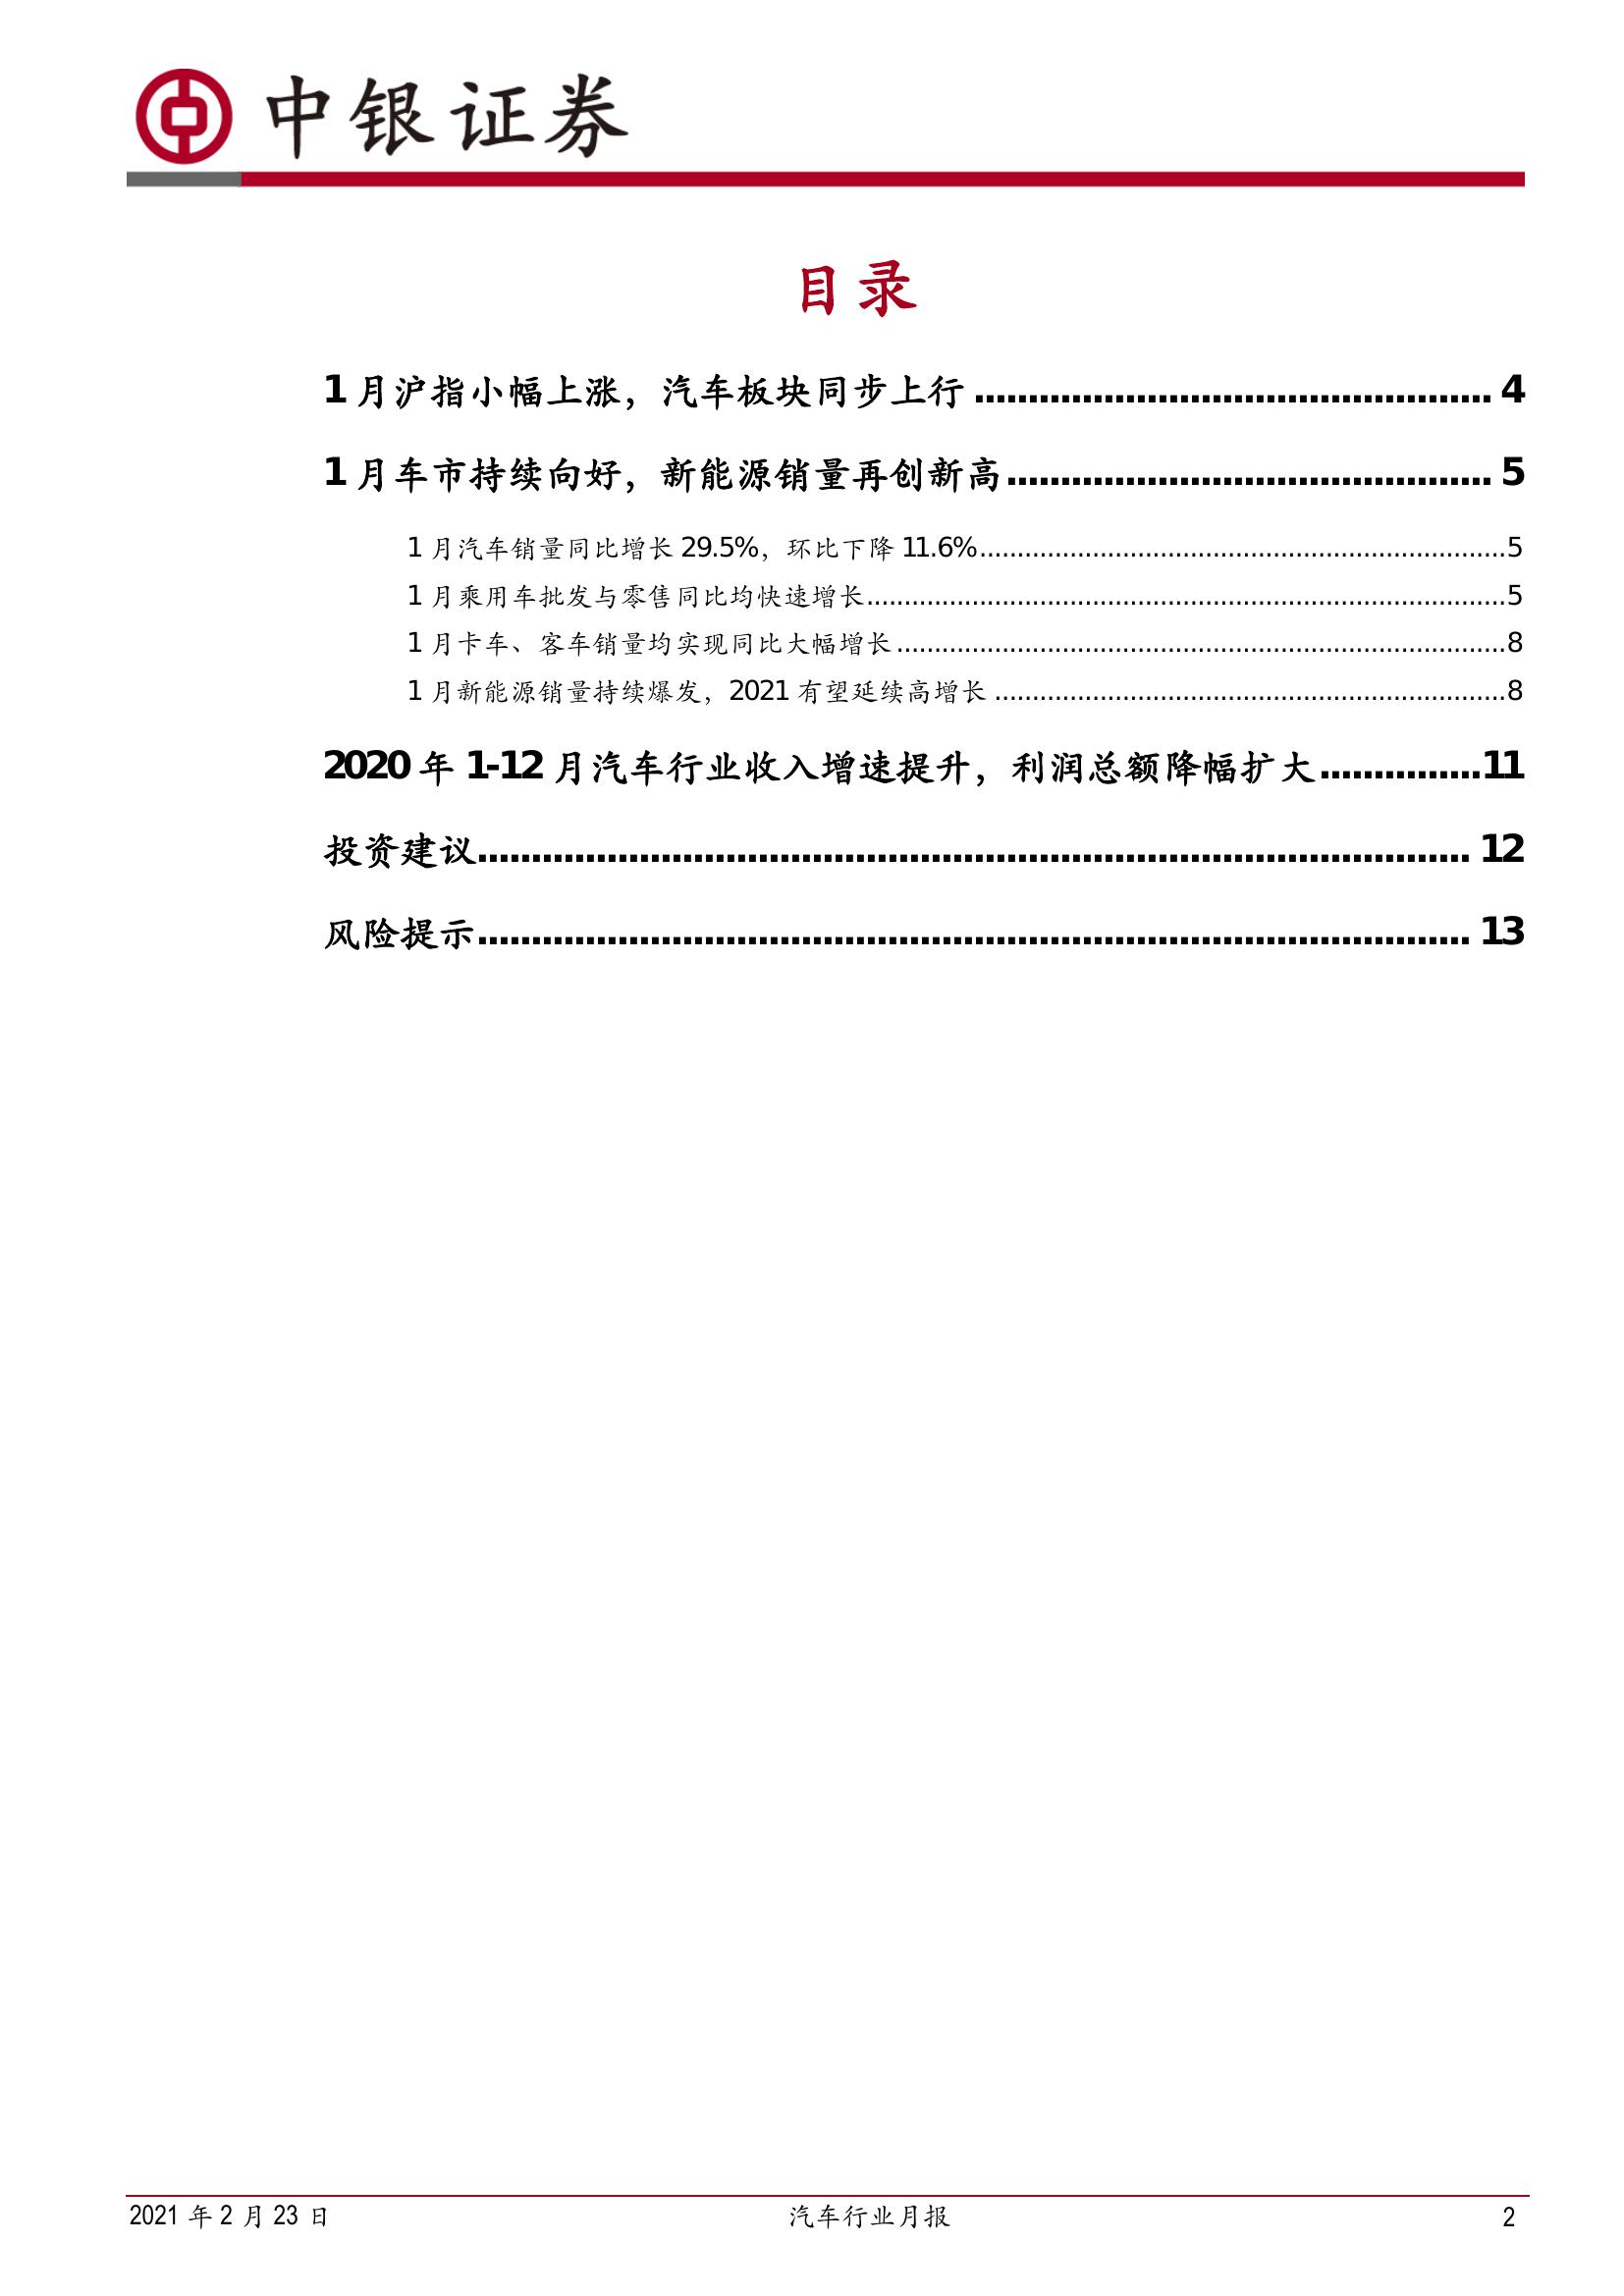 中银证券
目录
1 月沪指小幅上涨，汽车板块同步上行 ................................................ 4
1 月车市持续向好，新能源销量再创新高............................................. 5
1 月汽车销量同比增长 29.5%，环比下降 11.6%......................................................................5
1 月乘用车批发与零售同比均快速增长.....................................................................................5
1 月卡车、客车销量均实现同比大幅增长 .................................................................................8
1 月新能源销量持续爆发，2021 有望延续高增长 ....................................................................8
2020 年 1-12 月汽车行业收入增速提升，利润总额降幅扩大...............11
投资建议............................................................................................ 12
风险提示............................................................................................ 13
2021 年 2 月 23 日 汽车行业月报 2